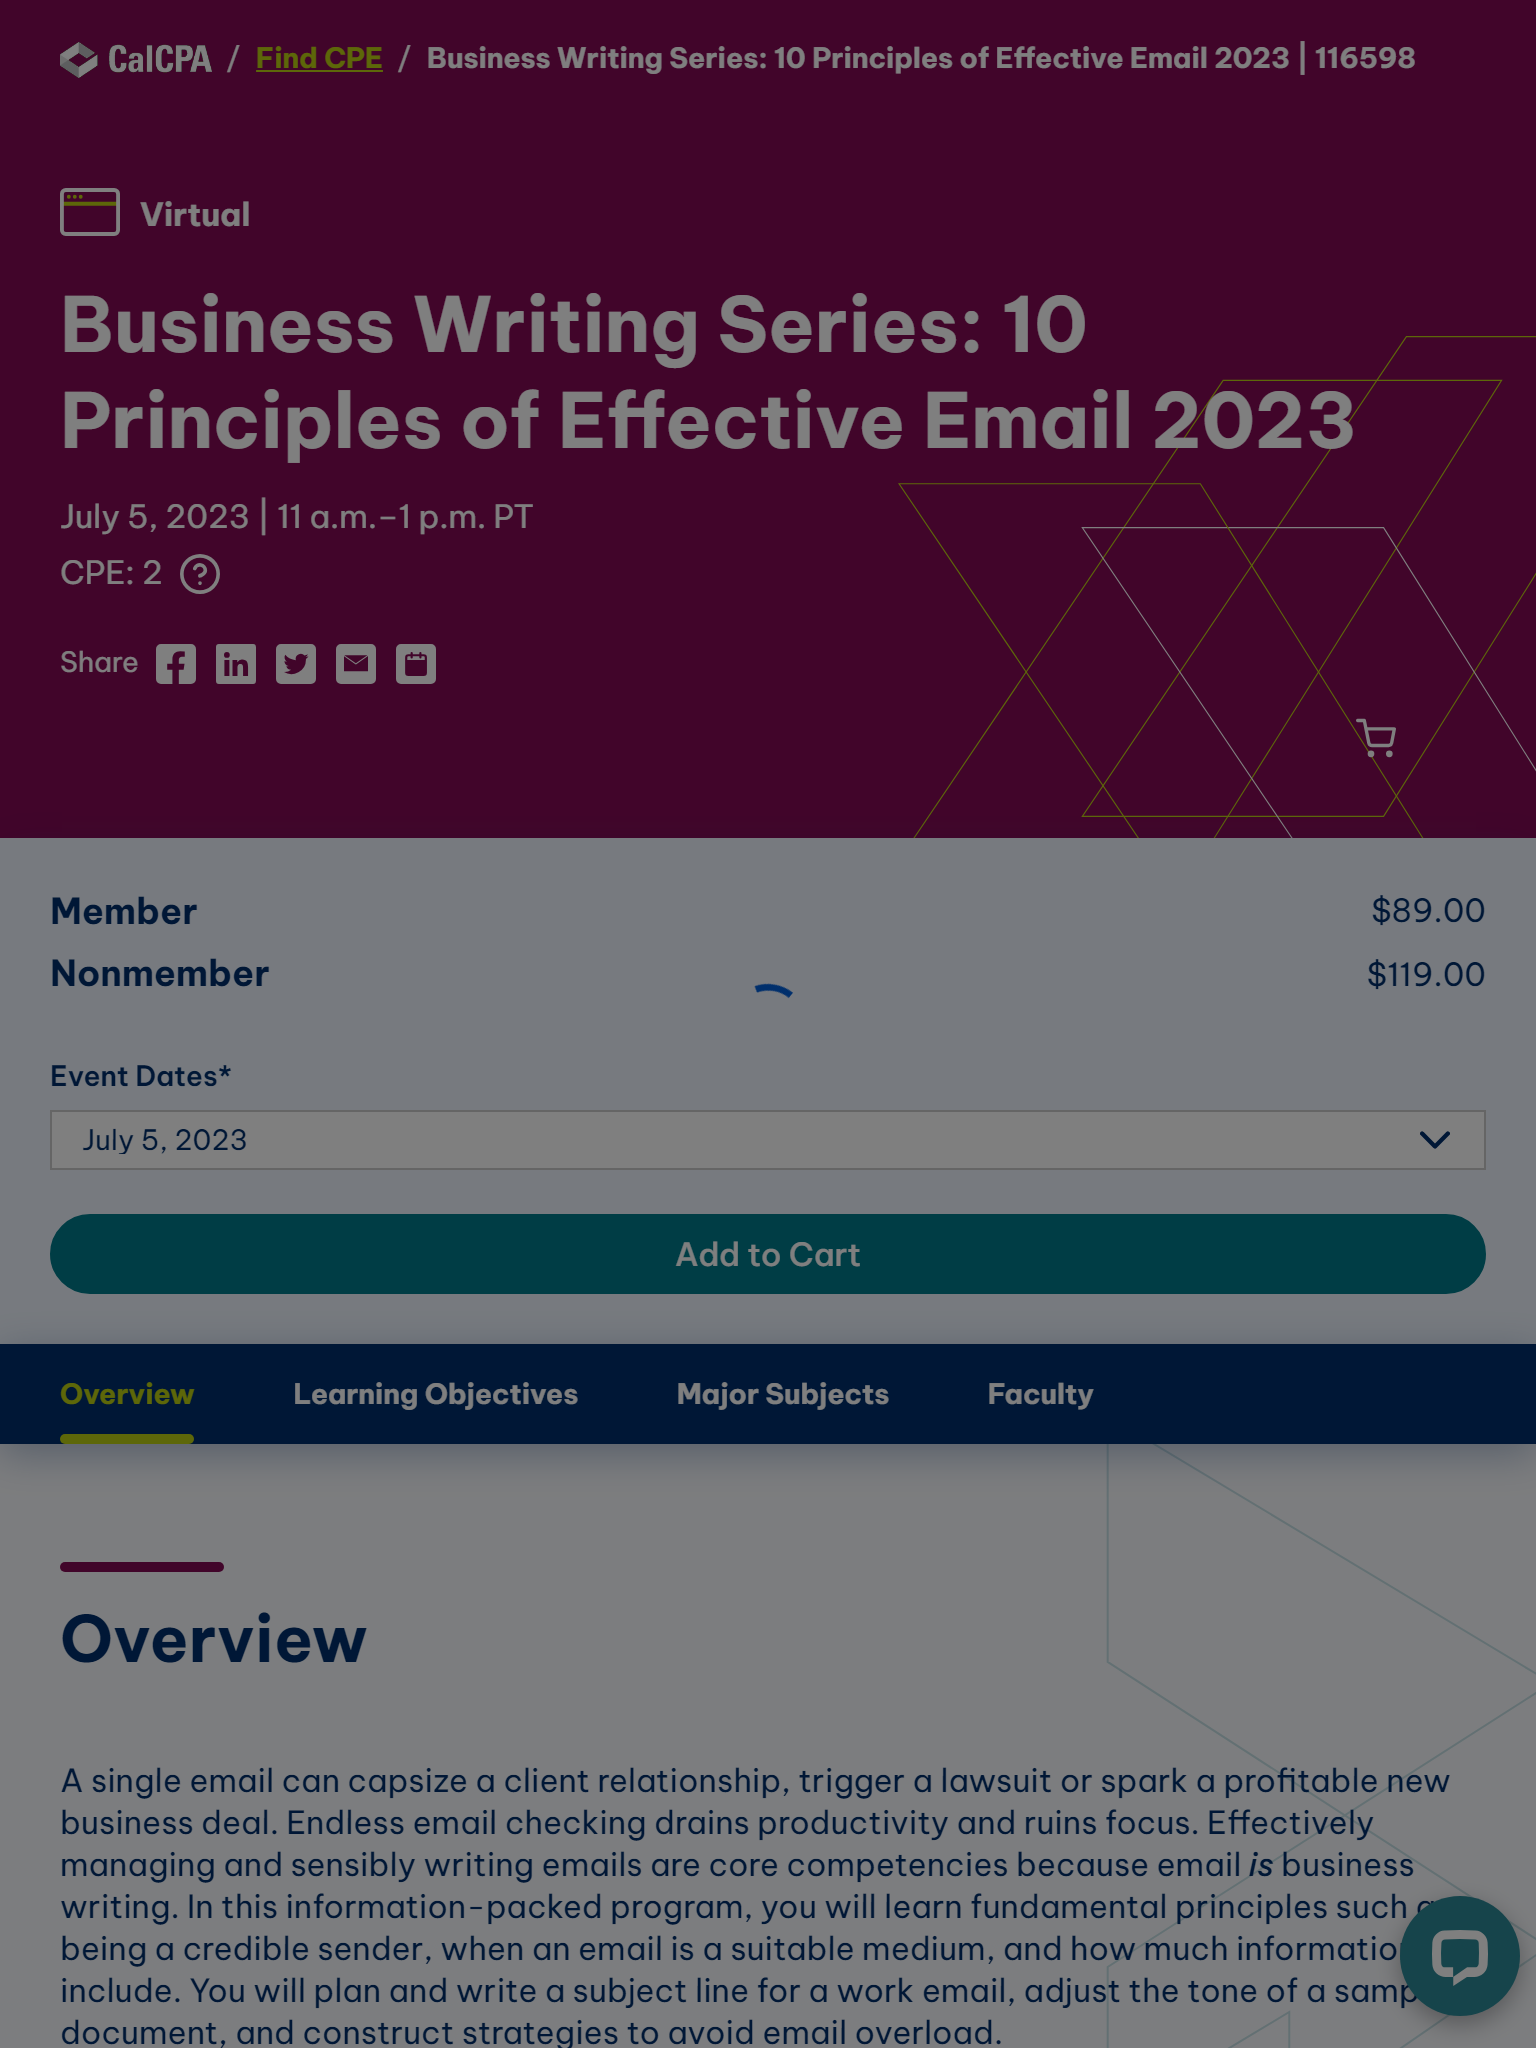 CalCPA / Find CPE / Business Writing Series: 10 Principles of Effective Email 2023 | 116598
Virtual
Business Writing Series: 10
Principles of Effective Email 2023
July 5, 2023 | 11 a.m.–1 p.m. PT
CPE: 2 ?
Share
Member $89.00
Nonmember $119.00
Event Dates*
July 5, 2023
Add to Cart
Overview Learning Objectives Major Subjects Faculty
Overview
A single email can capsize a client relationship, trigger a lawsuit or spark a profitable new
business deal. Endless email checking drains productivity and ruins focus. Effectively
managing and sensibly writing emails are core competencies because email is business
writing. In this information-packed program, you will learn fundamental principles such
being a credible sender, when an email is a suitable medium, and how much
include. You will plan and write a subject line for a work email, adjust the tone of a
document, and construct strategies to avoid email overload.